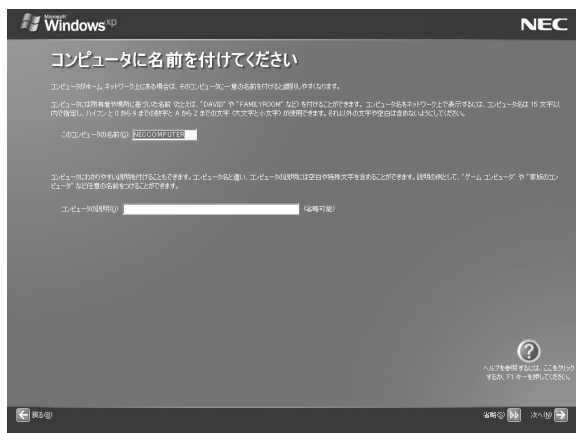 Microsoft
Windows xp
NEC
コンピュータに名前を付けてください
コンピュータがホーム ネットワーク上にある場合は、そのコンピュータに一意の名前を付けると識別しやすくなります。
コンピュータには所有者や場所に基づいた名前 (たとえば、"DAVID" や "FAMILYROOM" など) を付けることができます。コンピュータ名をネットワーク上で表示するには、コンピュータ名は 15 文字以
内で指定し、ハイフンと 0 から 9 までの数字と A から Z までの文字 (大文字と小文字) が使用できます。それ以外の文字や空白は含めないようにしてください。
このコンピュータの名前(C) NECCOMPUTER
コンピュータにわかりやすい説明を付けることもできます。コンピュータ名と違い、コンピュータの説明には空白や特殊文字を含めることができます。説明の例として、"ゲーム コンピュータ" や "家族のコン
ピュータ" など任意の名前をつけることができます。
コンピュータの説明(O) (省略可能)
ヘルプを参照するには、ここをクリック
するか、F1 キーを押してください。
戻る(B) 省略(S) 次へ(N)